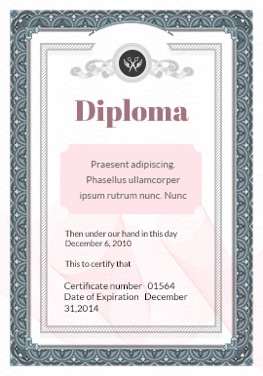 Diploma
Praesent adipiscing.
Phasellus ullamcorper
ipsum rutrum nunc. Nunc
Then under our hand in this day
December 6, 2010
This to certify that
Certificate number 01564
Date of Expiration December
31,2014